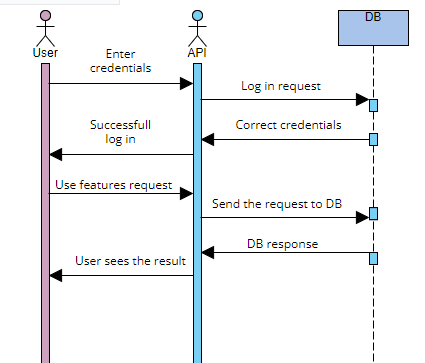 DB
User
API
Enter
credentials
Log in request
Successfull
log in
Correct credentials
Use features request
Send the request to DB
DB response
User sees the result